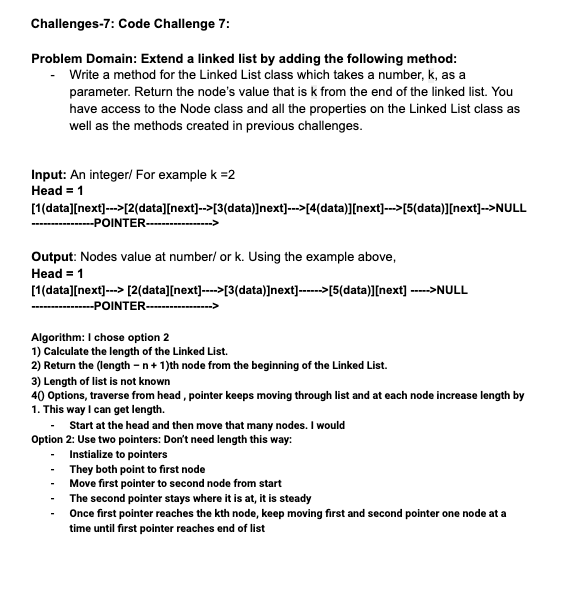 Challenges-7: Code Challenge 7:
Problem Domain: Extend a linked list by adding the following method:
- Write a method for the Linked List class which takes a number, k, as a
parameter. Return the node's value that is k from the end of the linked list. You
have access to the Node class and all the properties on the Linked List class as
well as the methods created in previous challenges.
Input: An integer/ For example k =2
Head = 1
[1(data][next]--->[2(data][next]-->[3(data)]next]--->[4(data)][next]--->[5(data)][next]-->NULL
----------------POINTER----------------->
Output: Nodes value at number/ or k. Using the example above,
Head = 1
[1(data][next]---> [2(data][next]---->[3(data)]next]------>[5(data)][next] ----->NULL
----------------POINTER----------------->
Algorithm: I chose option 2
1) Calculate the length of the Linked List.
2) Return the (length – n + 1)th node from the beginning of the Linked List.
3) Length of list is not known
4() Options, traverse from head , pointer keeps moving through list and at each node increase length by
1. This way I can get length.
- Start at the head and then move that many nodes. I would
Option 2: Use two pointers: Don't need length this way:
- Instialize to pointers
- They both point to first node
- Move first pointer to second node from start
- The second pointer stays where it is at, it is steady
- Once first pointer reaches the kth node, keep moving first and second pointer one node at a
time until first pointer reaches end of list